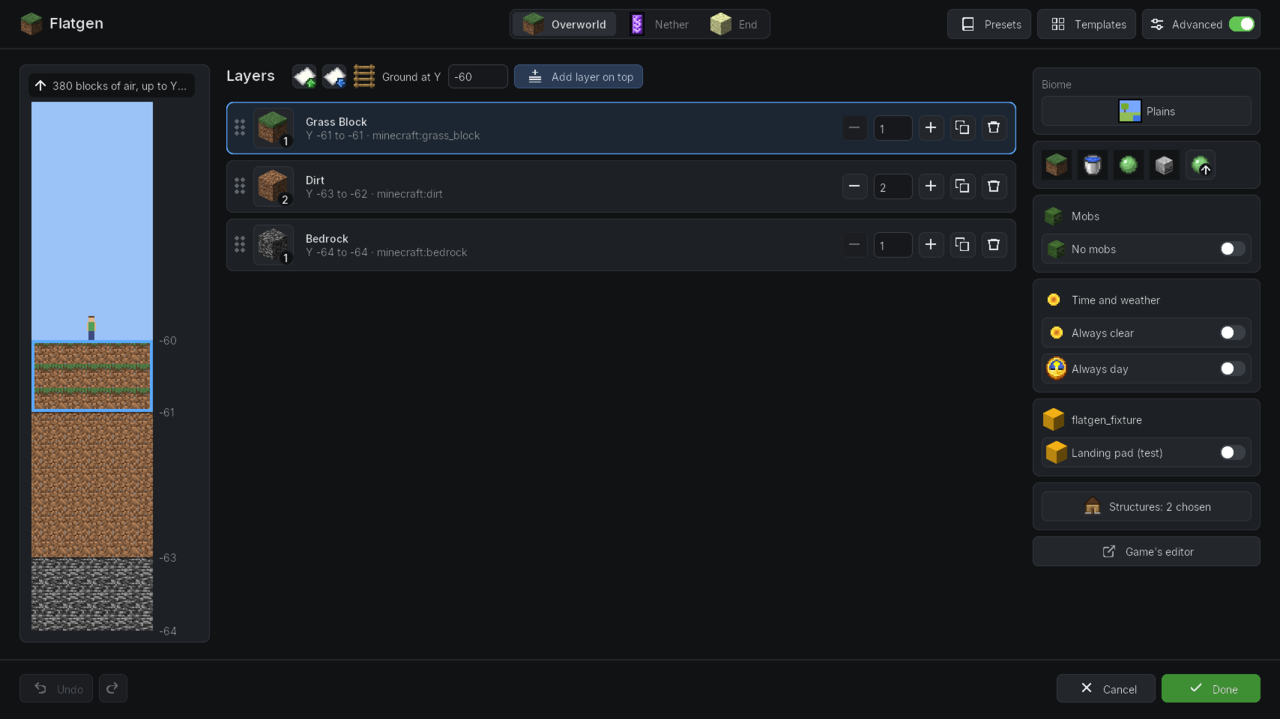 Flatgen
Overworld
Nether
End
Presets
Templates
Advanced
380 blocks of air, up to Y...
-60
-61
-63
-64
Layers
Ground at Y
-60
Add layer on top
Grass Block
Y -61 to -61 · minecraft:grass_block
1
1
Dirt
Y -63 to -62 · minecraft:dirt
2
2
Bedrock
Y -64 to -64 · minecraft:bedrock
1
1
Biome
Plains
Mobs
No mobs
Time and weather
Always clear
Always day
flatgen_fixture
Landing pad (test)
Structures: 2 chosen
Game's editor
Undo
Cancel
Done